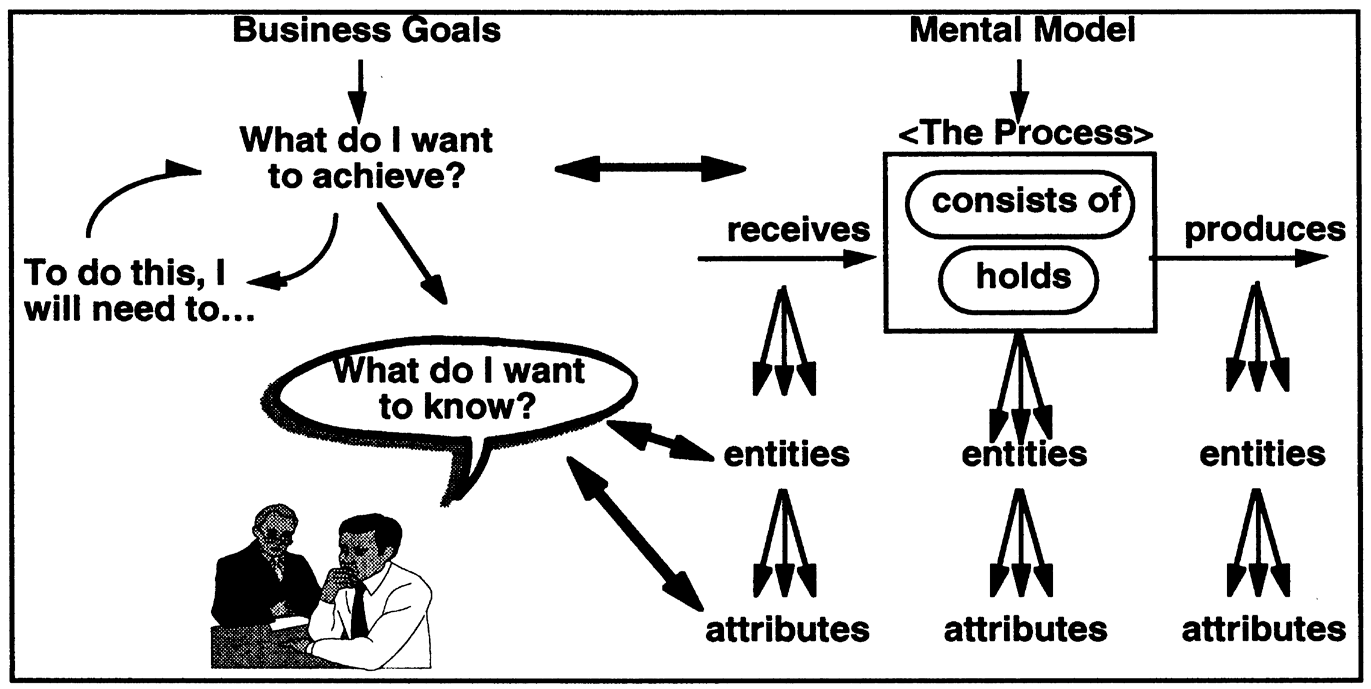 Business Goals
Mental Model
What do I want
to achieve?
<The Process>
consists of
receives
produces
To do this, I
will need to...
holds
What do I want
to know?
entities
entities
entities
attributes
attributes
attributes